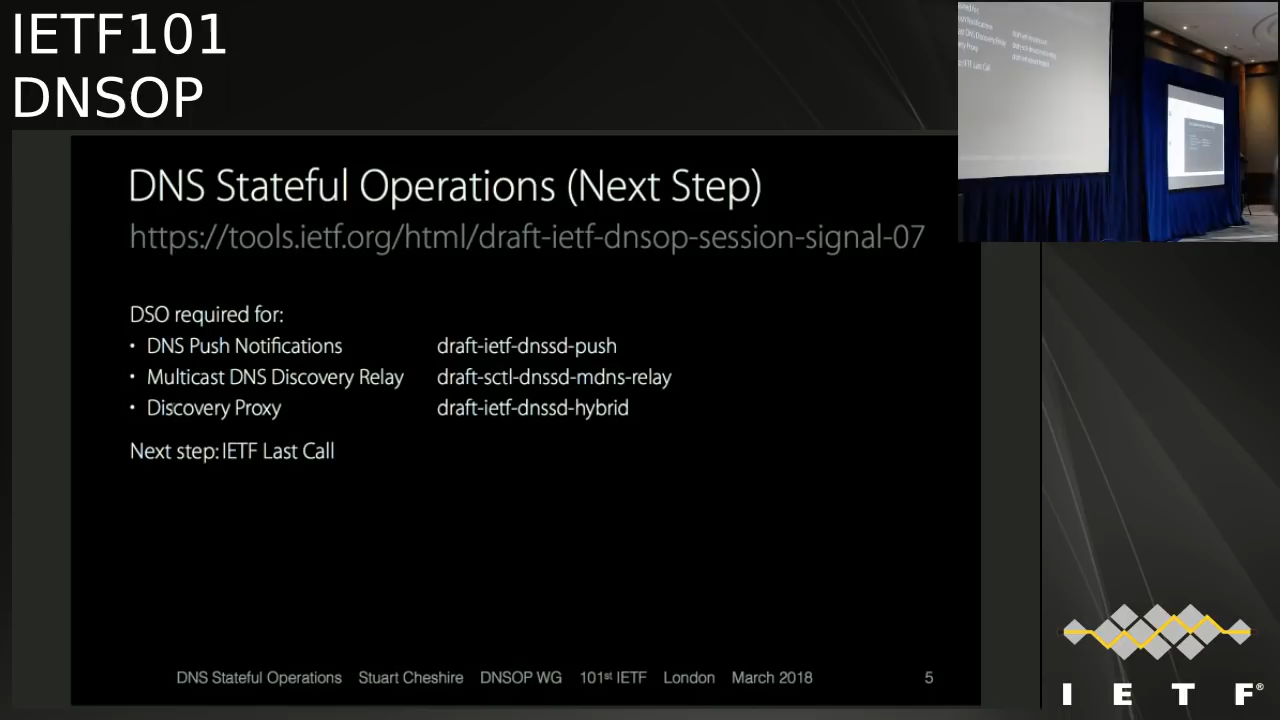 IETF101
DNSOP
DNS Stateful Operations (Next Step)
https://tools.ietf.org/html/draft-ietf-dnsop-session-signal-07
DSO required for:
• DNS Push Notifications draft-ietf-dnssd-push
• Multicast DNS Discovery Relay draft-sctl-dnssd-mdns-relay
• Discovery Proxy draft-ietf-dnssd-hybrid
Next step: IETF Last Call
DNS Stateful Operations Stuart Cheshire DNSOP WG 101st IETF London March 2018 5
I E T F®